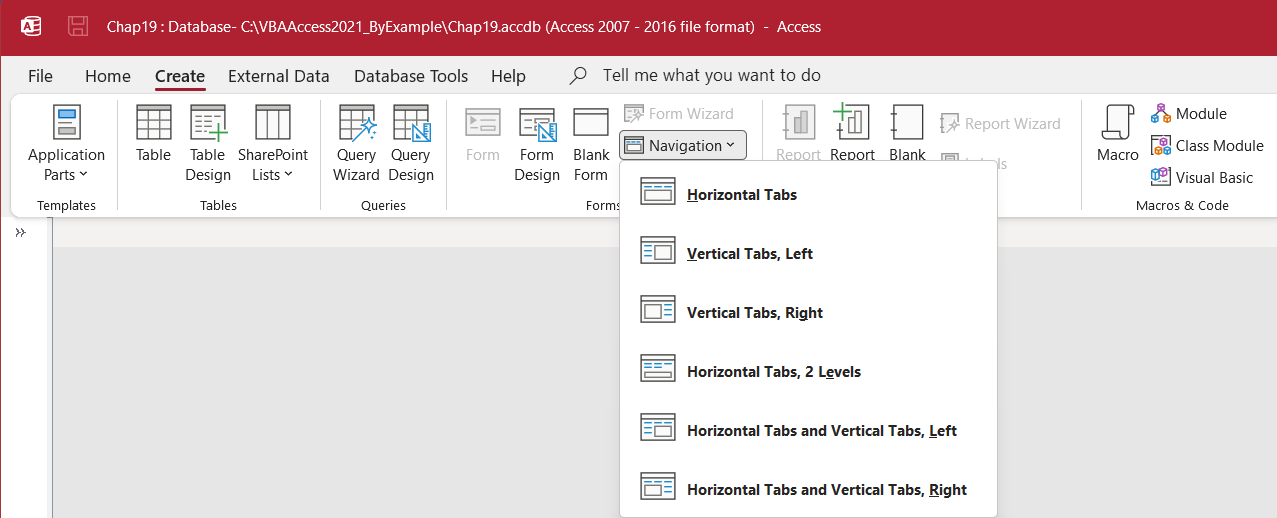 Chap19 : Database- C:\VBAAccess2021_ByExample\Chap19.accdb (Access 2007 - 2016 file format) - Access
File Home Create External Data Database Tools Help Tell me what you want to do
Application Parts
Templates
Table
Table Design
SharePoint Lists
Tables
Query Wizard
Query Design
Queries
Form
Form Design
Blank Form
Form Wizard
Navigation
Forms
Report
Report
Blank
Report Wizard
Macro
Module
Class Module
Visual Basic
Macros & Code
Horizontal Tabs
Vertical Tabs, Left
Vertical Tabs, Right
Horizontal Tabs, 2 Levels
Horizontal Tabs and Vertical Tabs, Left
Horizontal Tabs and Vertical Tabs, Right